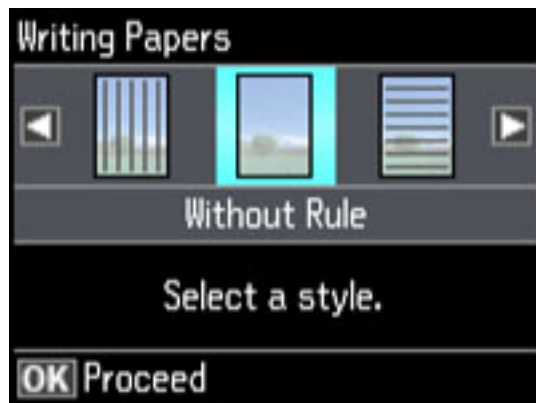 Writing Papers
Without Rule
Select a style.
OK Proceed